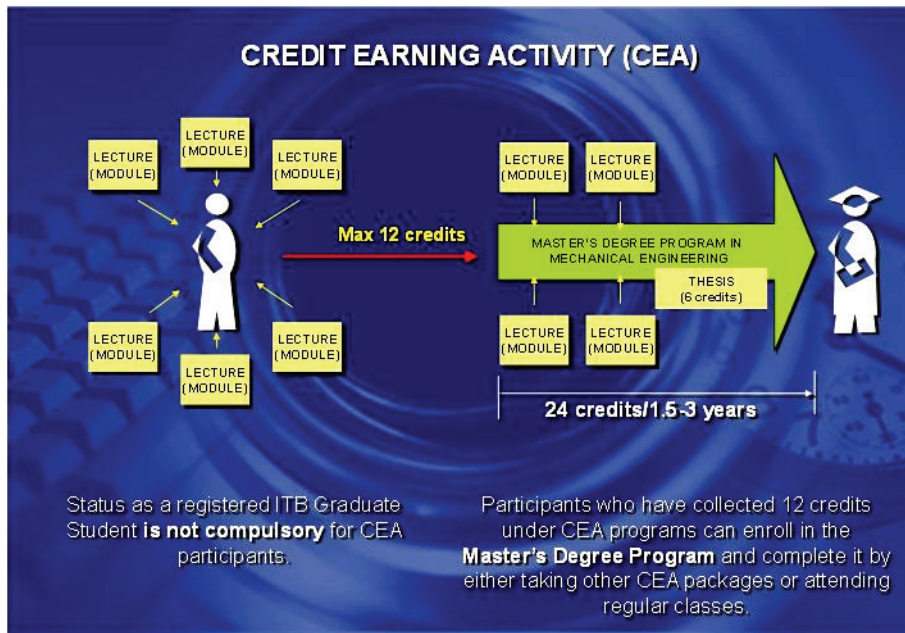 CREDIT EARNING ACTIVITY (CEA)
LECTURE
(MODULE)
LECTURE
(MODULE)
LECTURE
(MODULE)
LECTURE
(MODULE)
LECTURE
(MODULE)
LECTURE
(MODULE)
Max 12 credits
LECTURE
(MODULE)
LECTURE
(MODULE)
MASTER'S DEGREE PROGRAM IN
MECHANICAL ENGINEERING
THESIS
(6 credits)
LECTURE
(MODULE)
LECTURE
(MODULE)
24 credits/1.5-3 years
Status as a registered ITB Graduate
Student is not compulsory for CEA
participants.
Participants who have collected 12 credits
under CEA programs can enroll in the
Master's Degree Program and complete it by
either taking other CEA packages or attending
regular classes.